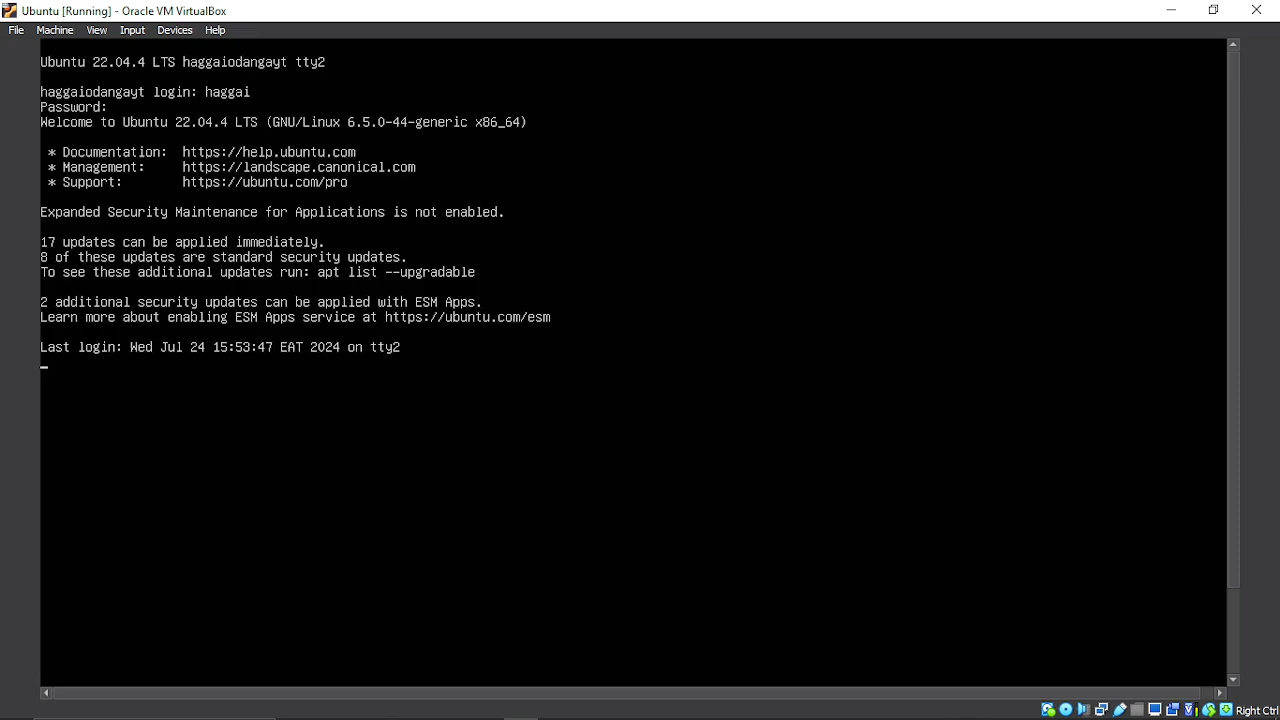 Ubuntu [Running] - Oracle VM VirtualBox
File Machine View Input Devices Help
Ubuntu 22.04.4 LTS haggaiodangayt tty2
haggaiodangayt login: haggai
Password:
Welcome to Ubuntu 22.04.4 LTS (GNU/Linux 6.5.0-44-generic x86_64)
* Documentation: https://help.ubuntu.com
* Management: https://landscape.canonical.com
* Support: https://ubuntu.com/pro
Expanded Security Maintenance for Applications is not enabled.
17 updates can be applied immediately.
8 of these updates are standard security updates.
To see these additional updates run: apt list --upgradable
2 additional security updates can be applied with ESM Apps.
Learn more about enabling ESM Apps service at https://ubuntu.com/esm
Last login: Wed Jul 24 15:53:47 EAT 2024 on tty2
Right Ctrl